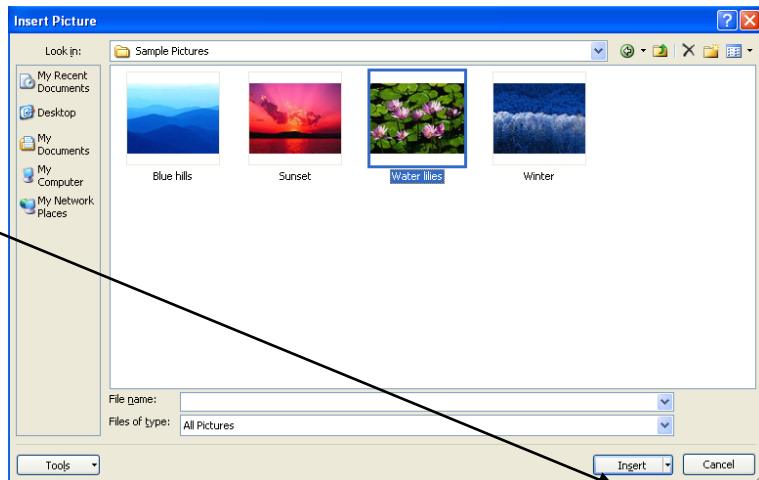 Insert Picture
Look in:
Sample Pictures
My Recent
Documents
Desktop
My
Documents
My
Computer
My Network
Places
Blue hills
Sunset
Water lilies
Winter
File name:
Files of type:
All Pictures
Tools
Insert
Cancel